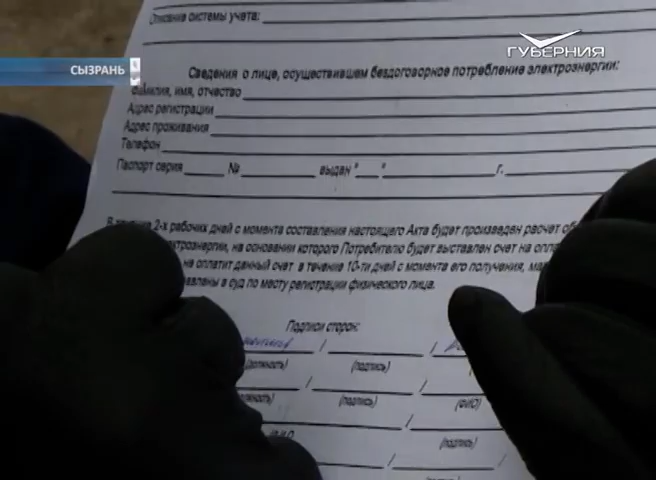 Описание системы учета:
ГУБЕРНИЯ
СЫЗРАНЬ
Сведения о лице, осуществившем бездоговорное потребление электроэнергии:
фамилия, имя, отчество
Адрес регистрации
Адрес проживания
Телефон
Паспорт серия № выдан " " г.
В течение 2-х рабочих дней с момента составления настоящего Акта будет произведен расчет
на основании которого Потребителю будет выставлен счет на
на оплатит данный счет в течение 10-ти дней с момента его получения,
в суд по месту регистрации физического лица.
Подписи сторон:
/ /
(должность) (подпись)
/ /
(подпись) (ФИО)
/
(подпись)
/